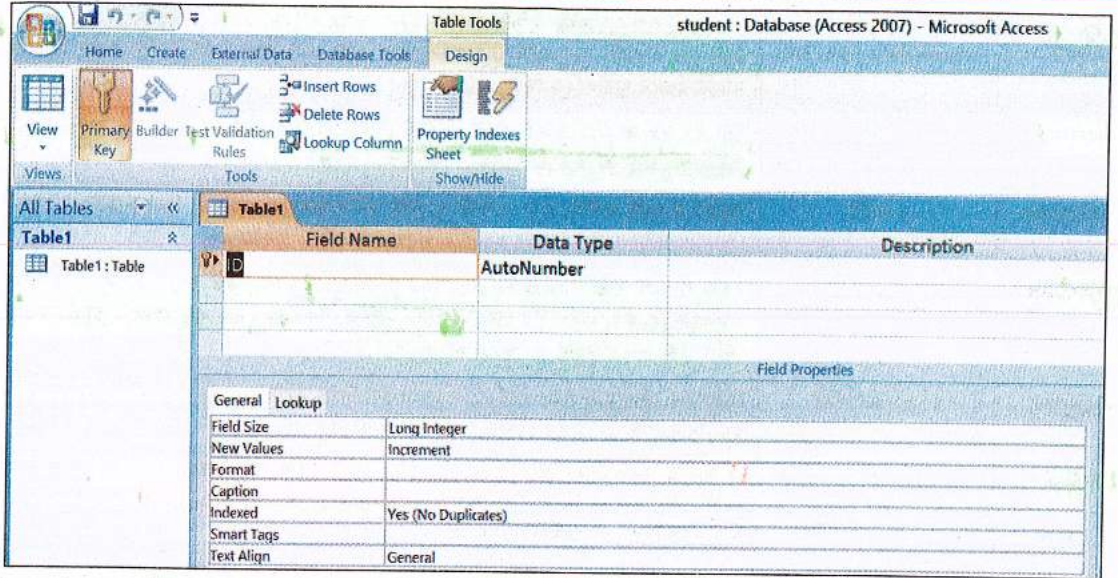 Table Tools
student : Database (Access 2007) - Microsoft Access
Home Create External Data Database Tools Design
View
Primary Key
Builder
Test Validation Rules
Insert Rows
Delete Rows
Lookup Column
Property Sheet
Indexes
Views Tools Show/Hide
All Tables
Table1
Table1
Table1 : Table
Field Name Data Type Description
ID AutoNumber
Field Properties
General Lookup
Field Size Long Integer
New Values Increment
Format
Caption
Indexed Yes (No Duplicates)
Smart Tags
Text Align General